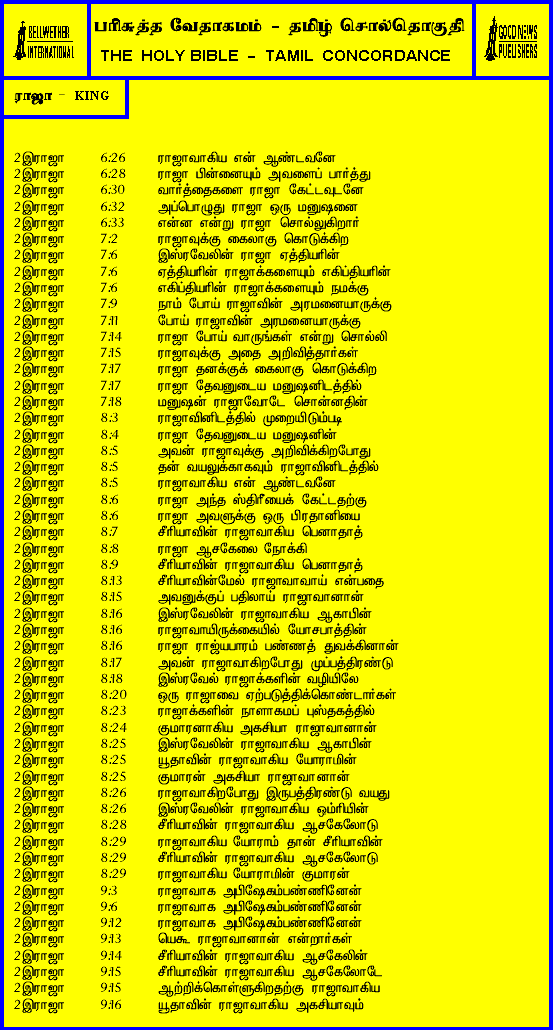 BELLWETHER
INTERNATIONAL
பரிசுத்த வேதாகமம் - தமிழ் சொல்தொகுதி
THE HOLY BIBLE - TAMIL CONCORDANCE
GOOD NEWS
PUBLISHERS
ராஜா - KING
2இராஜா 6:26 ராஜாவாகிய என் ஆண்டவனே
2இராஜா 6:28 ராஜா பின்னையும் அவளைப் பார்த்து
2இராஜா 6:30 வார்த்தைகளை ராஜா கேட்டவுடனே
2இராஜா 6:32 அப்பொழுது ராஜா ஒரு மனுஷனை
2இராஜா 6:33 என்ன என்று ராஜா சொல்லுகிறார்
2இராஜா 7:2 ராஜாவுக்கு கைலாகு கொடுக்கிற
2இராஜா 7:6 இஸ்ரவேலின் ராஜா ஏத்தியரின்
2இராஜா 7:6 ஏத்தியரின் ராஜாக்களையும் எகிப்தியரின்
2இராஜா 7:6 எகிப்தியரின் ராஜாக்களையும் நமக்கு
2இராஜா 7:9 நாம் போய் ராஜாவின் அரமனையாருக்கு
2இராஜா 7:11 போய் ராஜாவின் அரமனையாருக்கு
2இராஜா 7:14 ராஜா போய் வாருங்கள் என்று சொல்லி
2இராஜா 7:15 ராஜாவுக்கு அதை அறிவித்தார்கள்
2இராஜா 7:17 ராஜா தனக்குக் கைலாகு கொடுக்கிற
2இராஜா 7:17 ராஜா தேவனுடைய மனுஷனிடத்தில்
2இராஜா 7:18 மனுஷன் ராஜாவோடே சொன்னதின்
2இராஜா 8:3 ராஜாவினிடத்தில் முறையிடும்படி
2இராஜா 8:4 ராஜா தேவனுடைய மனுஷனின்
2இராஜா 8:5 அவன் ராஜாவுக்கு அறிவிக்கிறபோது
2இராஜா 8:5 தன் வயலுக்காகவும் ராஜாவினிடத்தில்
2இராஜா 8:5 ராஜாவாகிய என் ஆண்டவனே
2இராஜா 8:6 ராஜா அந்த ஸ்திரீயைக் கேட்டதற்கு
2இராஜா 8:6 ராஜா அவளுக்கு ஒரு பிரதானியை
2இராஜா 8:7 சீரியாவின் ராஜாவாகிய பெனாதாத்
2இராஜா 8:8 ராஜா ஆசகேலை நோக்கி
2இராஜா 8:9 சீரியாவின் ராஜாவாகிய பெனாதாத்
2இராஜா 8:13 சீரியாவின்மேல் ராஜாவாவாய் என்பதை
2இராஜா 8:15 அவனுக்குப் பதிலாய் ராஜாவானான்
2இராஜா 8:16 இஸ்ரவேலின் ராஜாவாகிய ஆகாபின்
2இராஜா 8:16 ராஜாவாயிருக்கையில் யோசபாத்தின்
2இராஜா 8:16 ராஜா ராஜ்யபாரம் பண்ணத் துவக்கினான்
2இராஜா 8:17 அவன் ராஜாவாகிறபோது முப்பத்திரண்டு
2இராஜா 8:18 இஸ்ரவேல் ராஜாக்களின் வழியிலே
2இராஜா 8:20 ஒரு ராஜாவை ஏற்படுத்திக்கொண்டார்கள்
2இராஜா 8:23 ராஜாக்களின் நாளாகமப் புஸ்தகத்தில்
2இராஜா 8:24 குமாரனாகிய அகசியா ராஜாவானான்
2இராஜா 8:25 இஸ்ரவேலின் ராஜாவாகிய ஆகாபின்
2இராஜா 8:25 யூதாவின் ராஜாவாகிய யோராமின்
2இராஜா 8:25 குமாரன் அகசியா ராஜாவானான்
2இராஜா 8:26 ராஜாவாகிறபோது இருபத்திரண்டு வயது
2இராஜா 8:26 இஸ்ரவேலின் ராஜாவாகிய ஒம்ரியின்
2இராஜா 8:28 சீரியாவின் ராஜாவாகிய ஆசகேலோடு
2இராஜா 8:29 ராஜாவாகிய யோராம் தான் சீரியாவின்
2இராஜா 8:29 சீரியாவின் ராஜாவாகிய ஆசகேலோடு
2இராஜா 8:29 ராஜாவாகிய யோராமின் குமாரன்
2இராஜா 9:3 ராஜாவாக அபிஷேகம்பண்ணினேன்
2இராஜா 9:6 ராஜாவாக அபிஷேகம்பண்ணினேன்
2இராஜா 9:12 ராஜாவாக அபிஷேகம்பண்ணினேன்
2இராஜா 9:13 யெகூ ராஜாவானான் என்றார்கள்
2இராஜா 9:14 சீரியாவின் ராஜாவாகிய ஆசகேலின்
2இராஜா 9:15 சீரியாவின் ராஜாவாகிய ஆசகேலோடே
2இராஜா 9:15 ஆற்றிக்கொள்ளுகிறதற்கு ராஜாவாகிய
2இராஜா 9:16 யூதாவின் ராஜாவாகிய அகசியாவும்